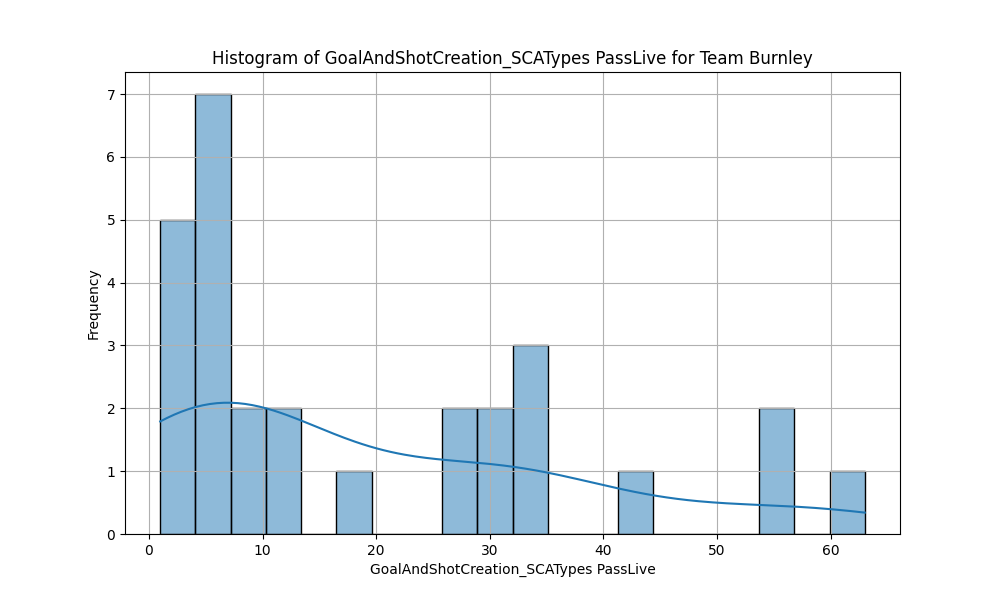 Histogram of GoalAndShotCreation_SCATypes PassLive for Team Burnley
7
6
5
4
3
2
1
0
Frequency
0 10 20 30 40 50 60
GoalAndShotCreation_SCATypes PassLive